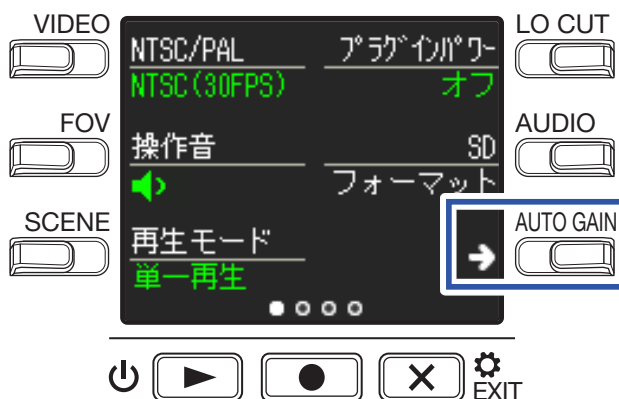 VIDEO
LO CUT
NTSC/PAL
プラグインパワー
NTSC(30FPS)
オフ
FOV
AUDIO
操作音
SD
フォーマット
SCENE
AUTO GAIN
再生モード
単一再生
EXIT